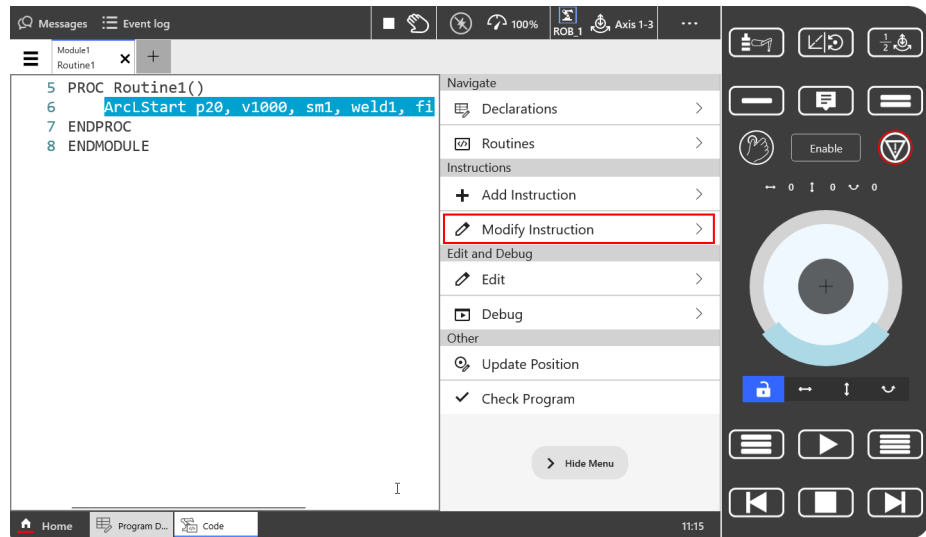 Messages Event log 100% ROB_1 Axis 1-3 ...
Module1
Routine1
5 PROC Routine1()
6 ArcLStart p20, v1000, sm1, weld1, fi
7 ENDPROC
8 ENDMODULE
Navigate
Declarations
Routines
Instructions
Add Instruction
Modify Instruction
Edit and Debug
Edit
Debug
Other
Update Position
Check Program
Hide Menu
Home Program D... Code 11:15
1/2
Enable
0 0 0